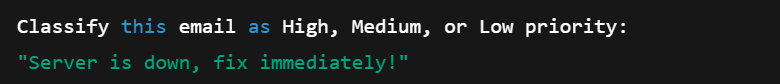 Classify this email as High, Medium, or Low priority:
"Server is down, fix immediately!"